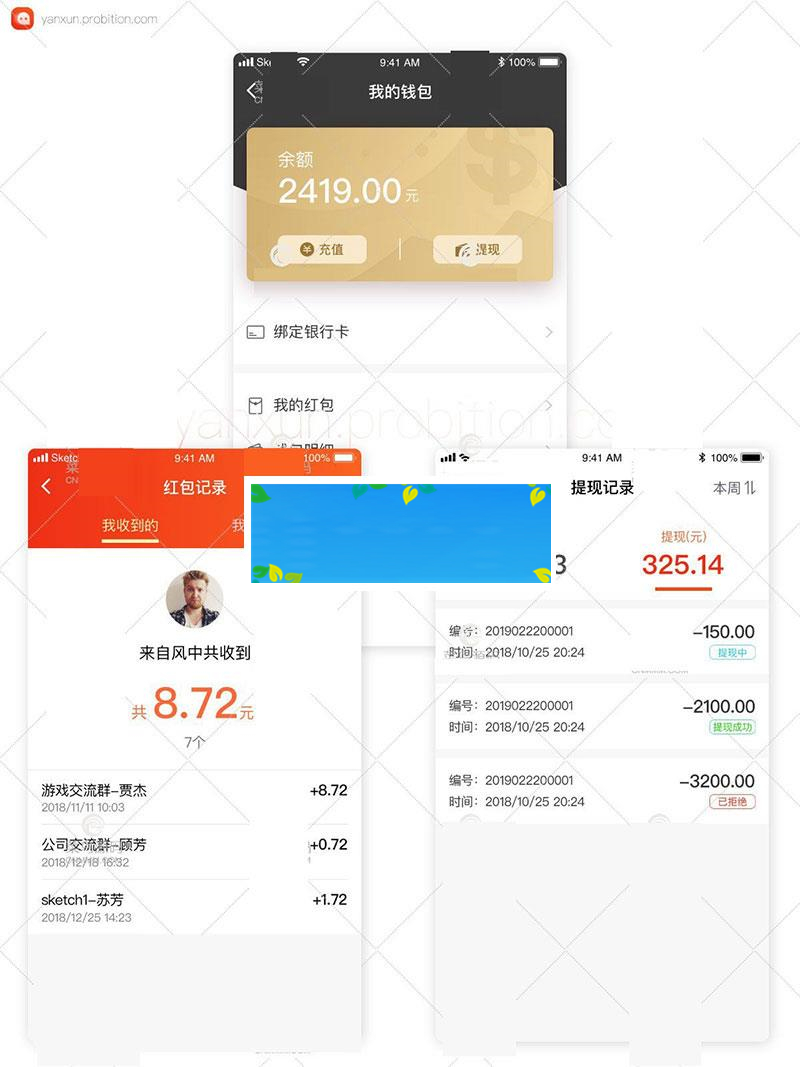 yanxun.probition.com
9:41 AM
100%
我的钱包
余额
2419.00元
充值
提现
绑定银行卡
我的红包
yanxun.probition.c
Sketc
9:41 AM
100%
红包记录
我收到的
我
来自风中共收到
共8.72元
7个
游戏交流群-贾杰
+8.72
2018/11/11 10:03
公司交流群-顾芳
+0.72
2018/12/18 16:32
sketch1-苏芳
+1.72
2018/12/25 14:23
9:41 AM
100%
提现记录
本周
提现(元)
3
325.14
编号：2019022200001
-150.00
时间：2018/10/25 20:24
提现中
编号：2019022200001
-2100.00
时间：2018/10/25 20:24
提现成功
编号：2019022200001
-3200.00
时间：2018/10/25 20:24
已拒绝